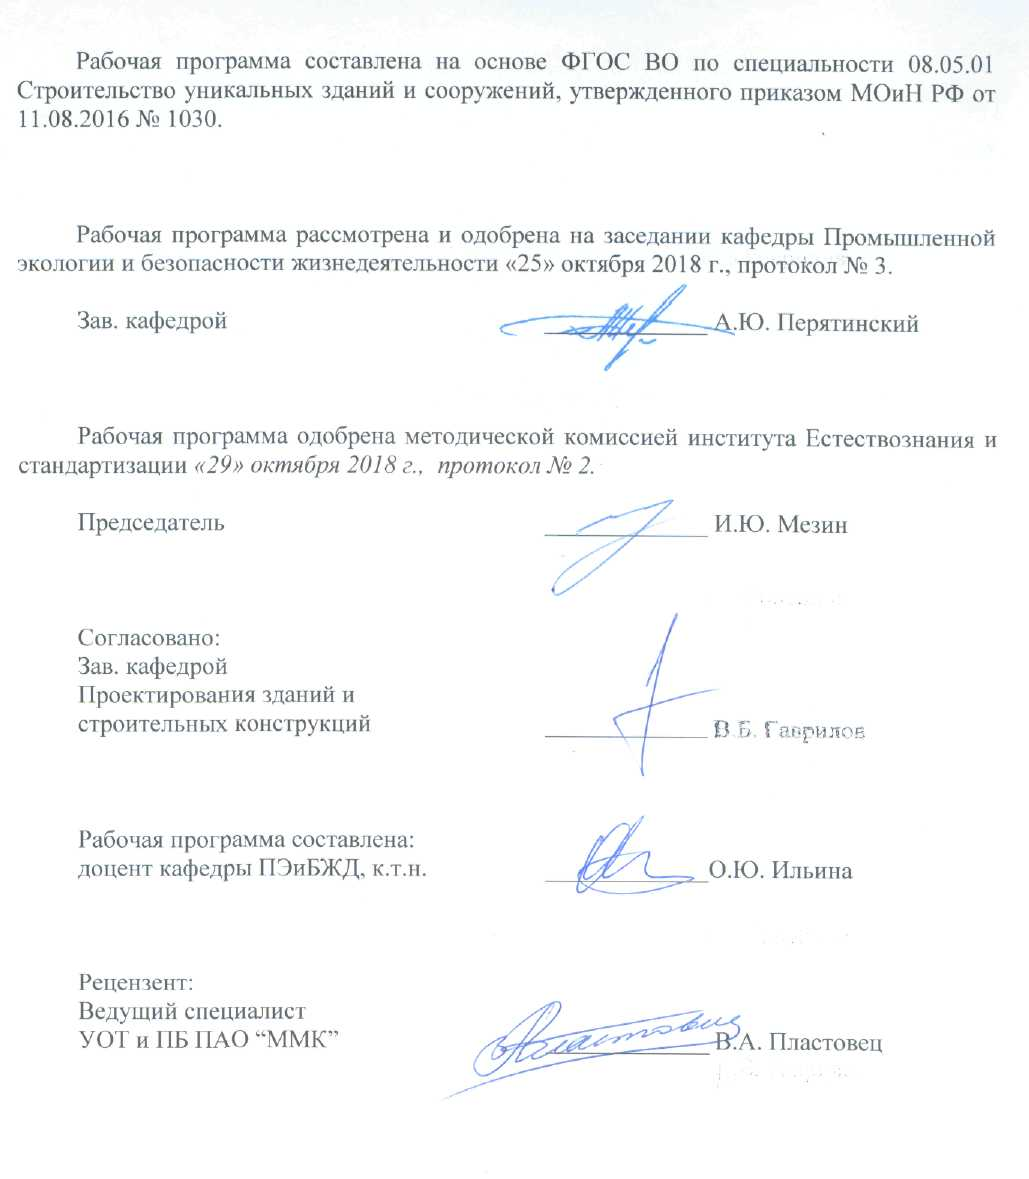 Рабочая программа составлена на основе ФГОС ВО по специальности 08.05.01
Строительство уникальных зданий и сооружений, утвержденного приказом МОиН РФ от
11.08.2016 № 1030.
Рабочая программа рассмотрена и одобрена на заседании кафедры Промышленной
экологии и безопасности жизнедеятельности «25» октября 2018 г., протокол № 3.
Зав. кафедрой А.Ю. Перятинский
Рабочая программа одобрена методической комиссией института Естествознания и
стандартизации «29» октября 2018 г., протокол № 2.
Председатель И.Ю. Мезин
Согласовано:
Зав. кафедрой
Проектирования зданий и
строительных конструкций В.Б. Гаврилов
Рабочая программа составлена:
доцент кафедры ПЭиБЖД, к.т.н. О.Ю. Ильина
Рецензент:
Ведущий специалист
УОТ и ПБ ПАО “ММК” В.А. Пластовец